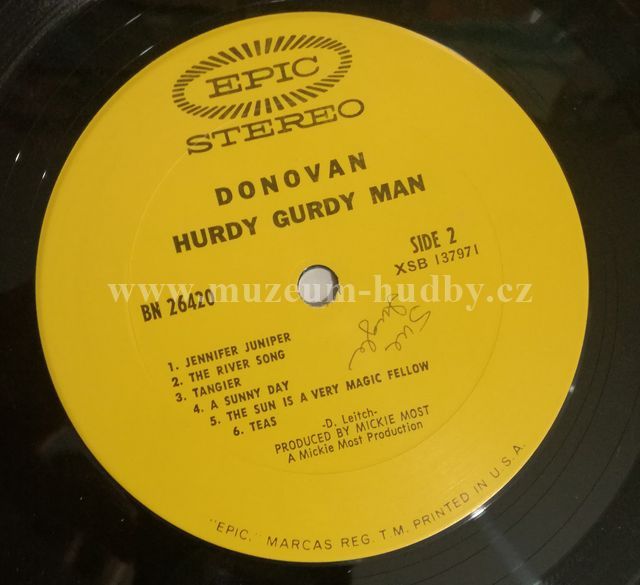 EPIC
STEREO
DONOVAN
HURDY GURDY MAN
SIDE 2
XSB 137971
BN 26420
www.muzeum-hudby.cz
1. JENNIFER JUNIPER
2. THE RIVER SONG
3. TANGIER
4. A SUNNY DAY
5. THE SUN IS A VERY MAGIC FELLOW
6. TEAS
-D. Leitch-
PRODUCED BY MICKIE MOST
A Mickie Most Production
"EPIC," MARCAS REG. T.M. PRINTED IN U.S.A.
Sue